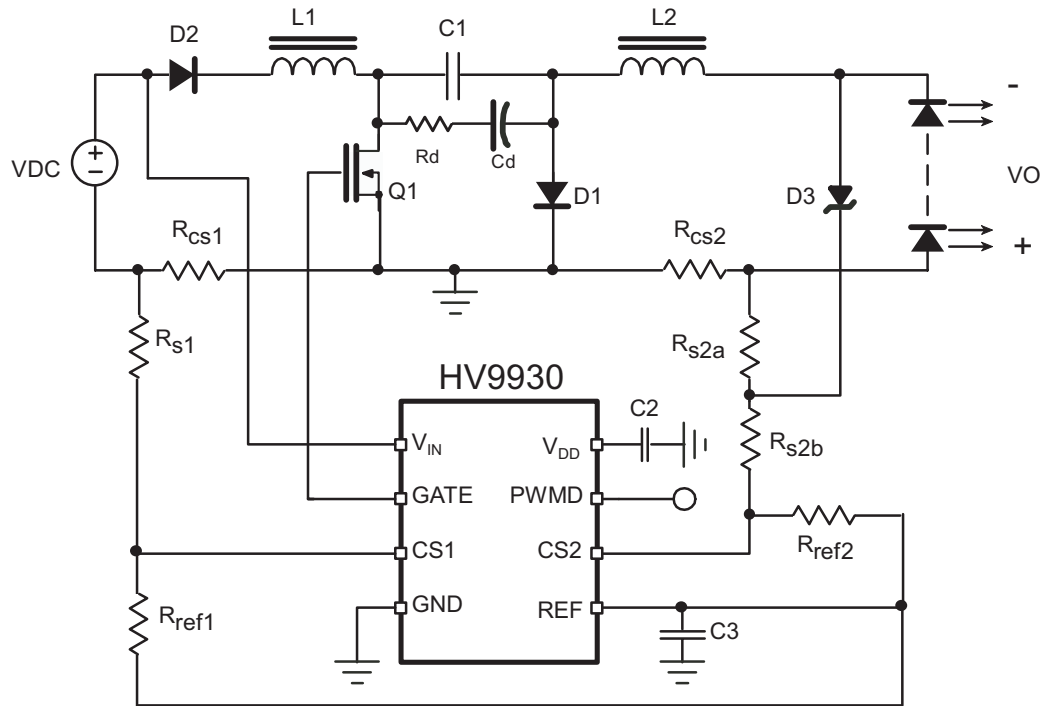 L1
C1
L2
D2
-
Rd
Cd
VDC
+
−
Q1
D1
D3
VO
Rcs1
Rcs2
+
Rs1
Rs2a
HV9930
C2
Rs2b
VIN
VDD
GATE
PWMD
CS1
CS2
Rref2
GND
REF
Rref1
C3